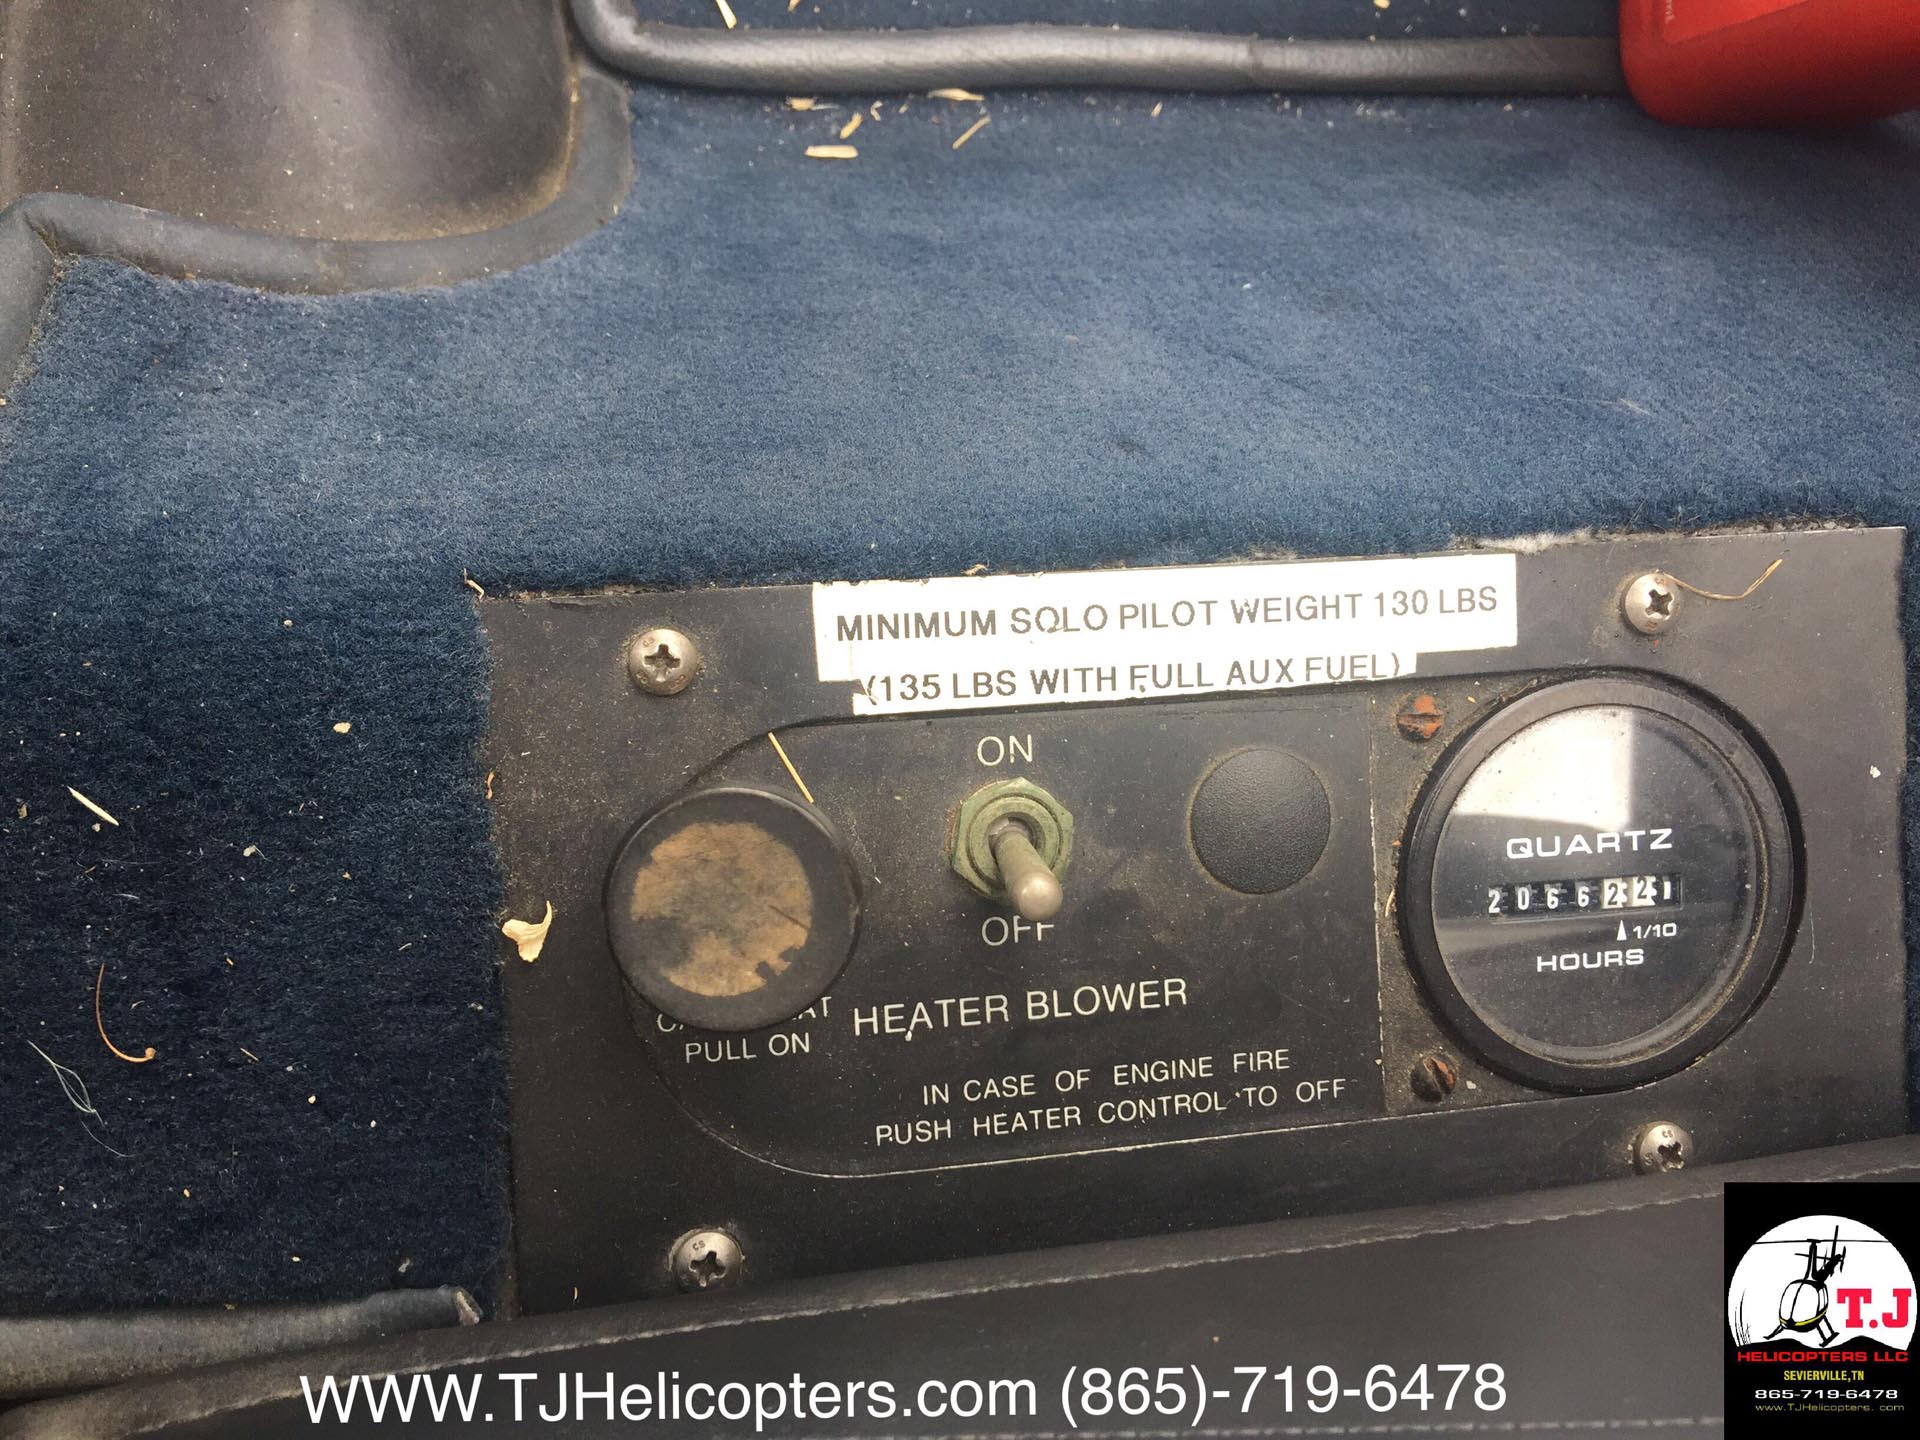 MINIMUM SOLO PILOT WEIGHT 130 LBS
(135 LBS WITH FULL AUX FUEL)
ON
OFF
PULL ON
HEATER BLOWER
IN CASE OF ENGINE FIRE
PUSH HEATER CONTROL TO OFF
QUARTZ
1/10
HOURS
T.J
HELICOPTERS LLC
SEVIERVILLE,TN
865-719-6478
www.TJHelicopters.com
WWW.TJHelicopters.com (865)-719-6478